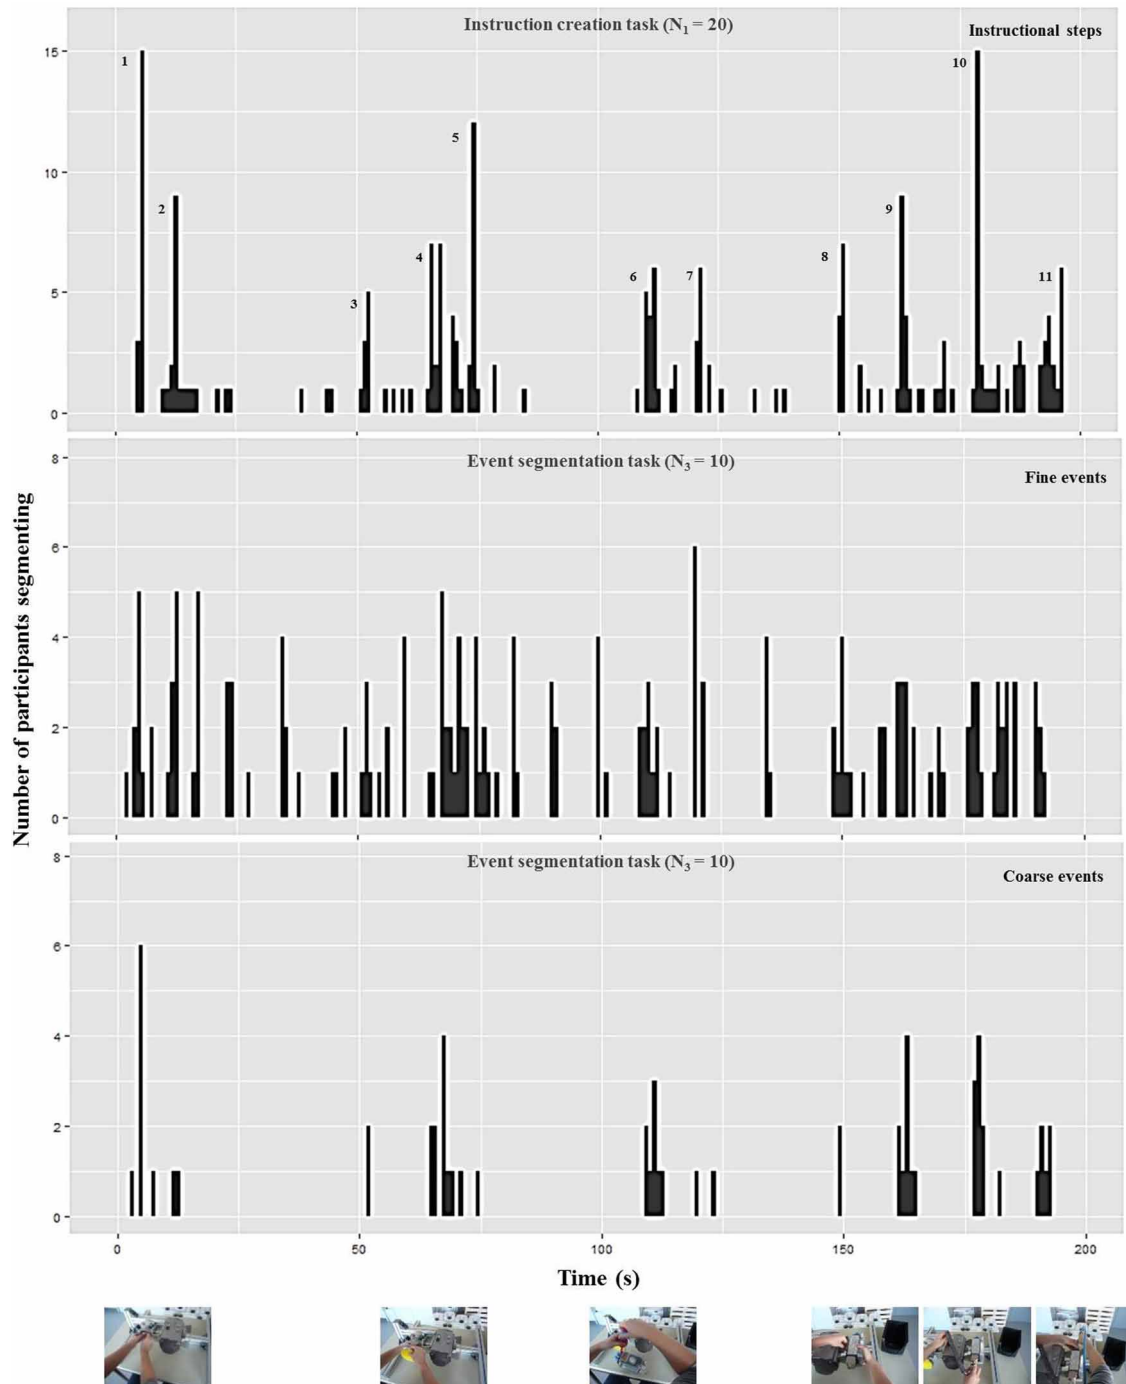 Instruction creation task (N1 = 20)
Instructional steps
15
10
5
0
1
2
3
4
5
6
7
8
9
10
11
Number of participants segmenting
Event segmentation task (N3 = 10)
Fine events
8
6
4
2
0
Event segmentation task (N3 = 10)
Coarse events
8
6
4
2
0
0 50 100 150 200
Time (s)